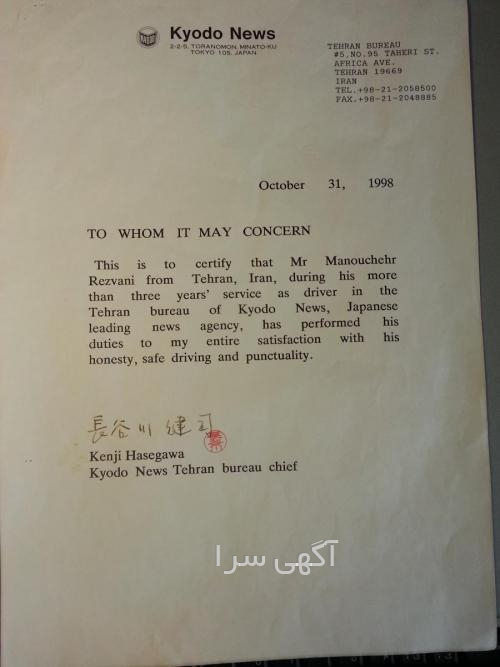 Kyodo News
2-2-5, TORANOMON, MINATO-KU
TOKYO 105, JAPAN
TEHRAN BUREAU
#5,NO.95 TAHERI ST.
AFRICA AVE.
TEHRAN 19669
IRAN
TEL.+98-21-2058500
FAX.+98-21-2048885
October 31, 1998
TO WHOM IT MAY CONCERN
This is to certify that Mr Manouchehr
Rezvani from Tehran, Iran, during his more
than three years' service as driver in the
Tehran bureau of Kyodo News, Japanese
leading news agency, has performed his
duties to my entire satisfaction with his
honesty, safe driving and punctuality.
長谷川 健司
Kenji Hasegawa
Kyodo News Tehran bureau chief
آگهی سرا